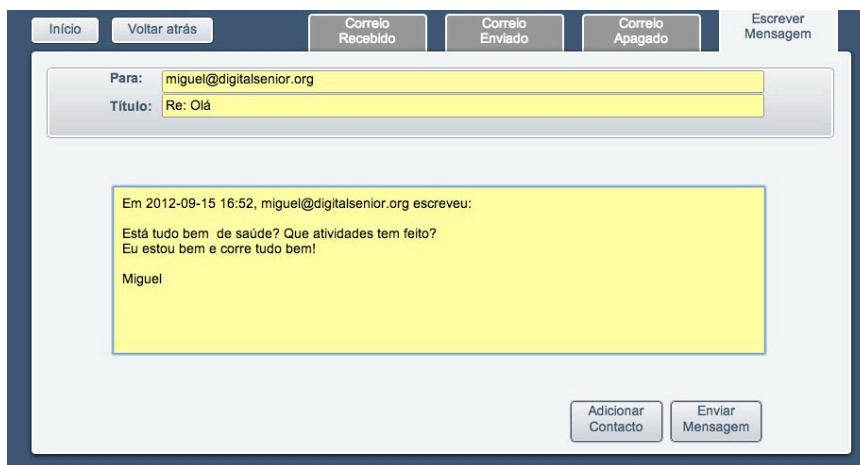 Início
Voltar atrás
Correio
Recebido
Correio
Enviado
Correio
Apagado
Escrever
Mensagem
Para: miguel@digitalsenior.org
Título: Re: Olá
Em 2012-09-15 16:52, miguel@digitalsenior.org escreveu:
Está tudo bem  de saúde? Que atividades tem feito?
Eu estou bem e corre tudo bem!
Miguel
Adicionar
Contacto
Enviar
Mensagem